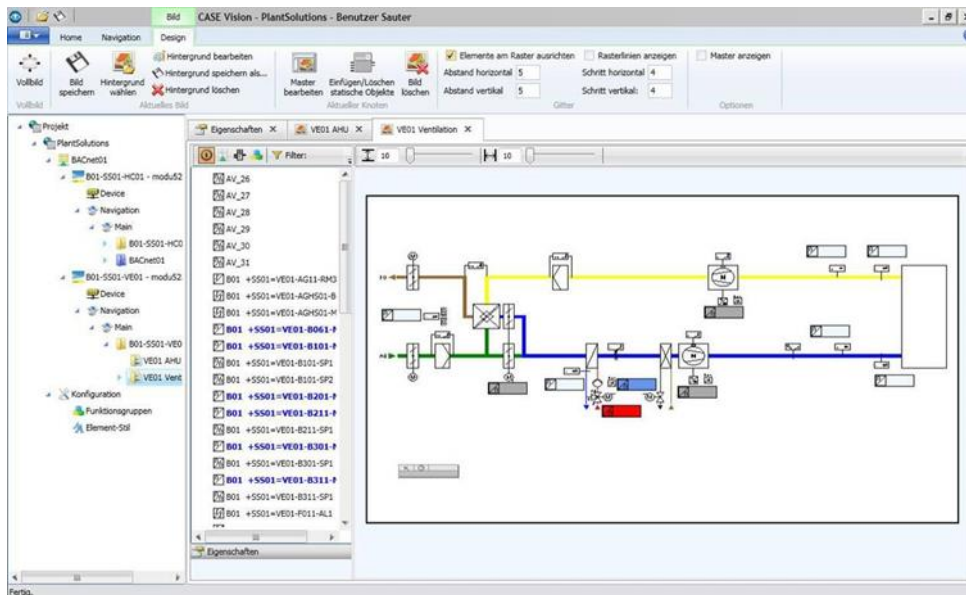 Bild
CASE Vision - PlantSolutions - Benutzer Sauter
Home
Navigation
Design
Vollbild
Bild speichern
Hintergrund wählen
Hintergrund bearbeiten
Hintergrund speichern als...
Hintergrund löschen
Master bearbeiten
Einfügen/Löschen statische Objekte
Bild löschen
Elemente am Raster ausrichten
Rasterlinien anzeigen
Master anzeigen
Abstand horizontal 5
Schritt horizontal 4
Abstand vertikal 5
Schritt vertikal: 4
Vollbild
Aktuelles Bild
Aktueller Knoten
Gitter
Optionen
Projekt
PlantSolutions
BACnet01
B01-SS01-HC01 - modu52
Device
Navigation
Main
B01-SS01-HC0
BACnet01
B01-SS01-VE01 - modu52
Device
Navigation
Main
B01-SS01-VE0
VE01 AHU
VE01 Vent
Konfiguration
Funktionsgruppen
Element-Stil
Eigenschaften
VE01 AHU
VE01 Ventilation
Filter:
10
10
AV_26
AV_27
AV_28
AV_29
AV_30
AV_31
B01 +SS01=VE01-AG11-RM3
B01 +SS01=VE01-AGHS01-B
B01 +SS01=VE01-AGHS01-M
B01 +SS01=VE01-B061-M
B01 +SS01=VE01-B101-M
B01 +SS01=VE01-B101-SP1
B01 +SS01=VE01-B101-SP2
B01 +SS01=VE01-B201-M
B01 +SS01=VE01-B211-M
B01 +SS01=VE01-B211-SP1
B01 +SS01=VE01-B301-M
B01 +SS01=VE01-B301-SP1
B01 +SS01=VE01-B311-M
B01 +SS01=VE01-B311-SP1
B01 +SS01=VE01-F011-AL1
Eigenschaften
Fertig.